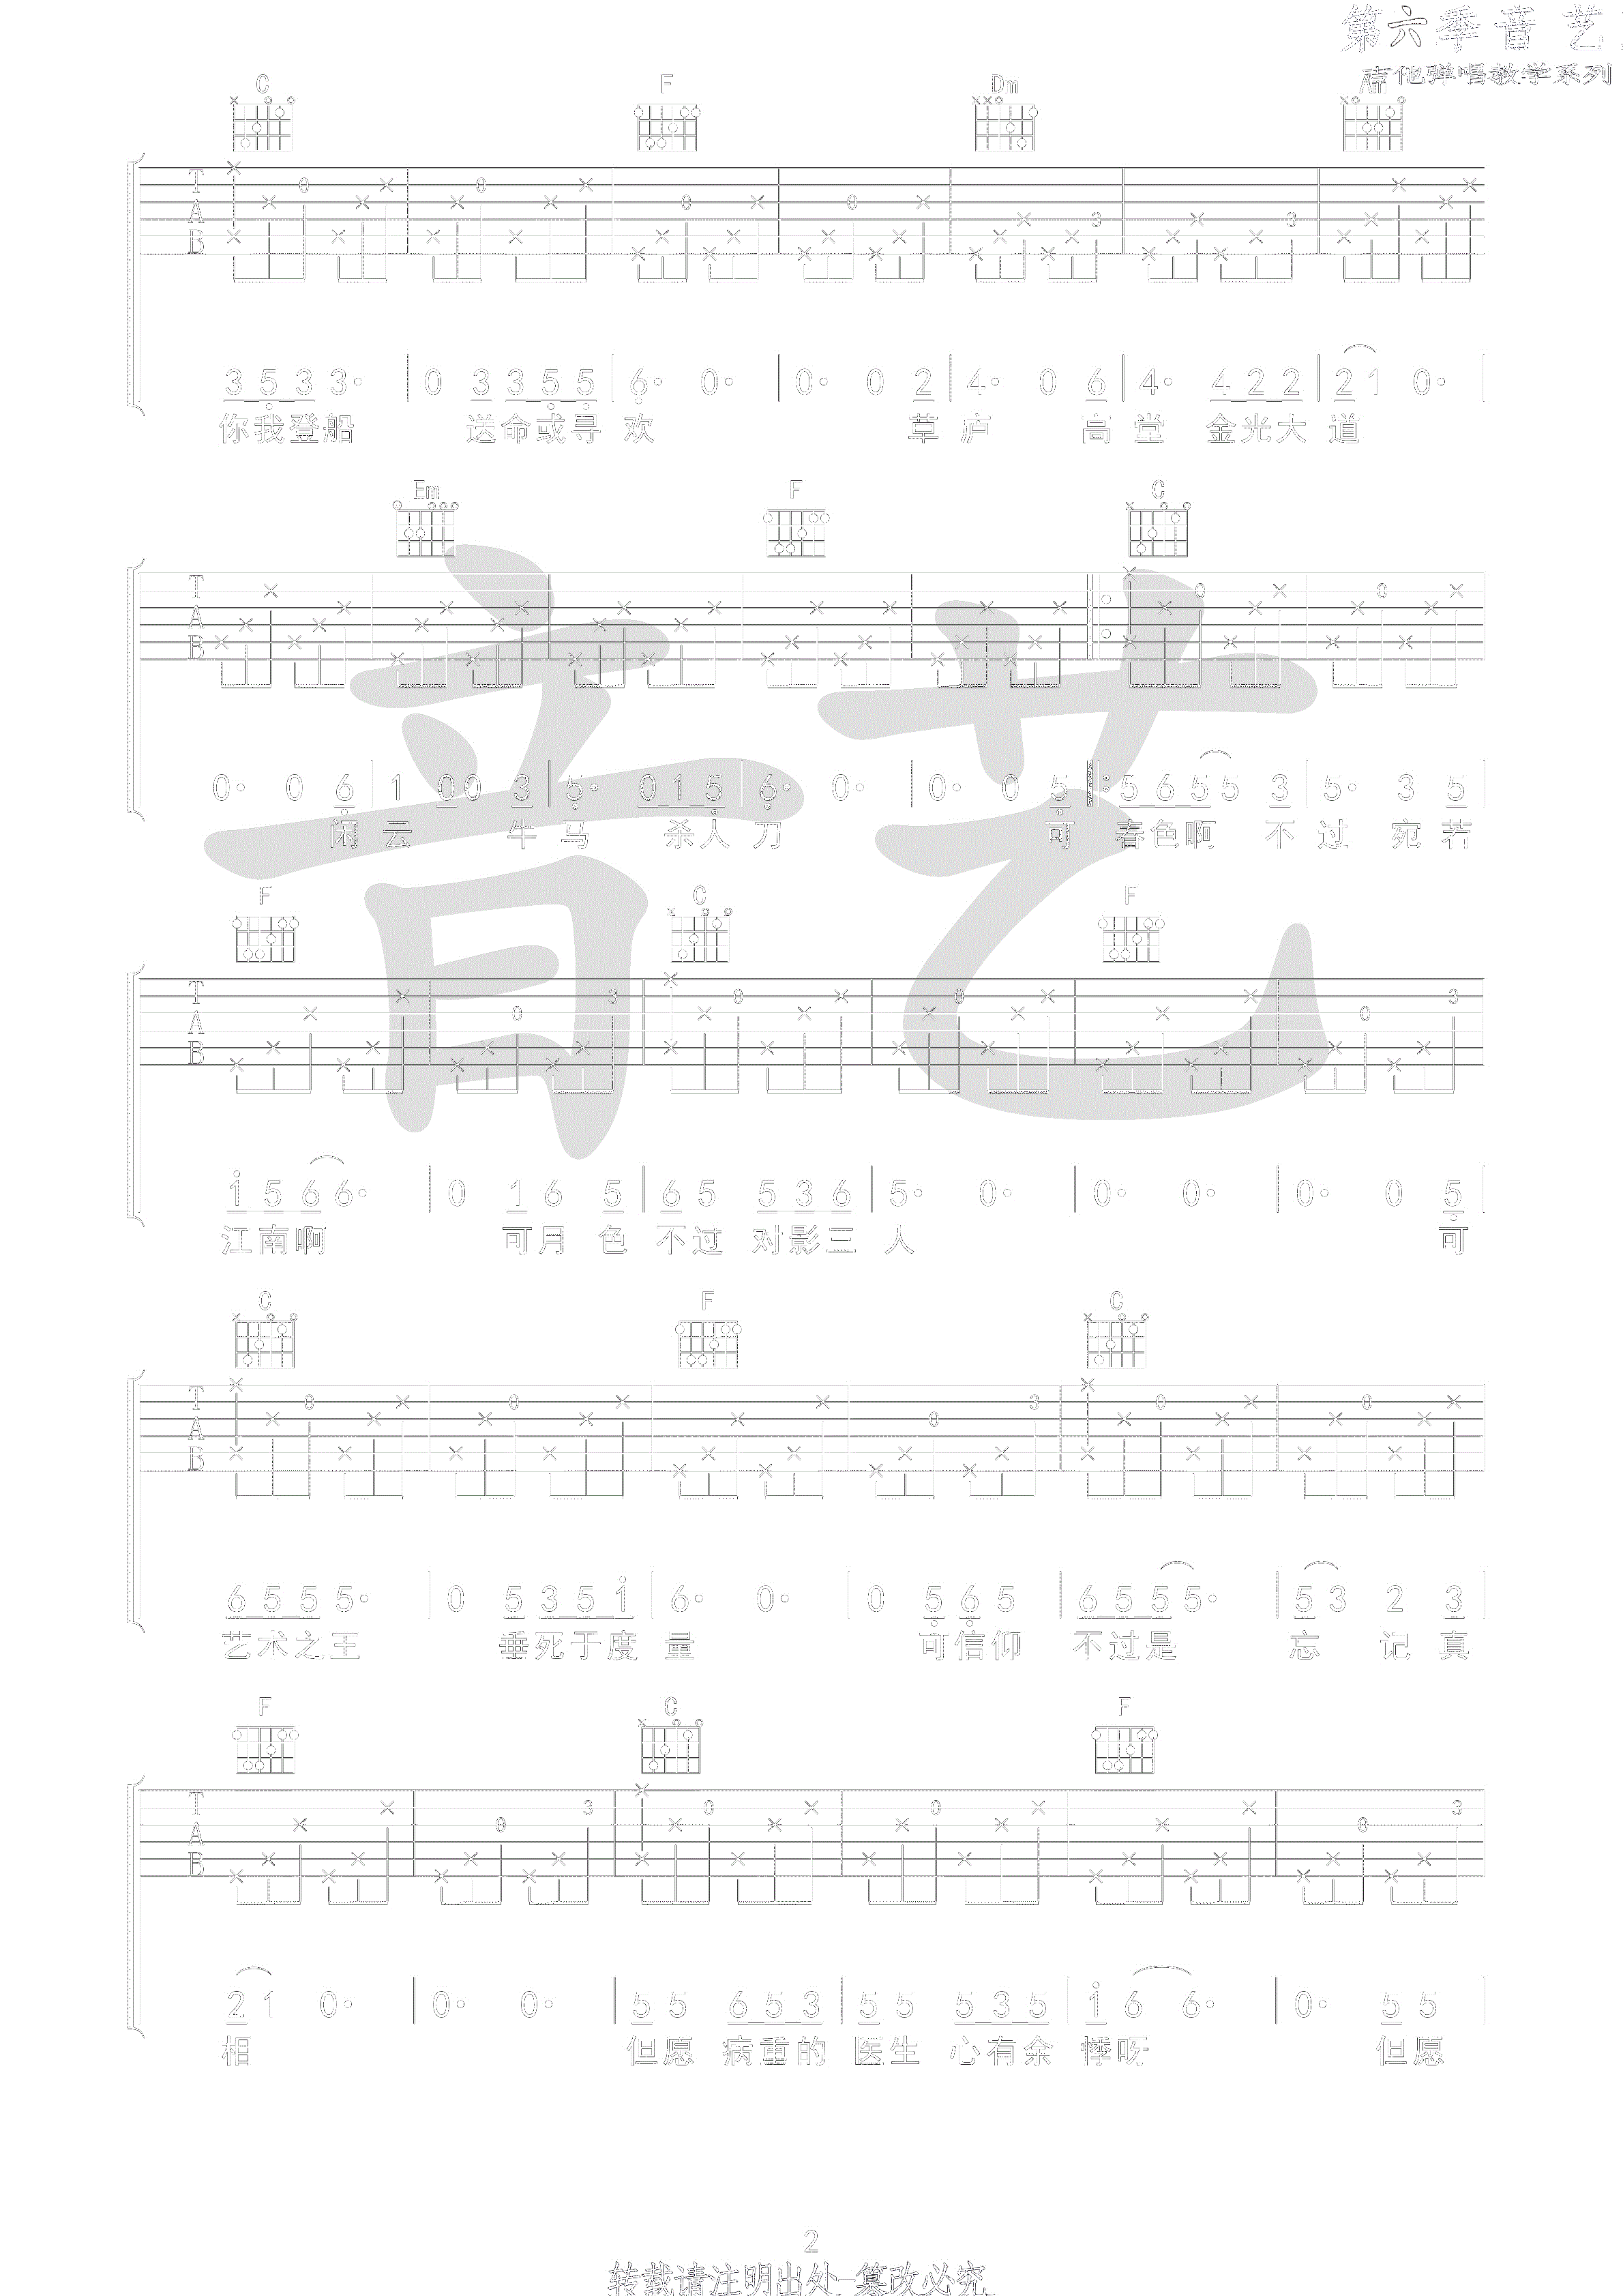 第六季 音艺
吉他弹唱教学系列
C F Dm Am
T A B
3 5 3 3· 0 3 3 5 5 6· 0· 0· 0 2 4· 0 6 4· 4 2 2 2 1 0·
你我登船 送命或寻 欢 草庐 高堂 金光大 道
Em F C
T A B
0· 0 6 1 0 0 3 5· 0 1 5 6· 0· 0· 0 5 5 6 5 5 3 5· 3 5
闲云 牛马 杀人 刀 可 春色啊 不过 宛若
F C F
T A B
1 5 6 6· 0 1 6 5 6 5 5 3 6 5· 0· 0· 0· 0· 0 5
江南啊 可月色 不过 对影三 人 可
C F C
T A B
6 5 5 5· 0 5 3 5 1 6· 0· 0 5 6 5 6 5 5 5· 5 3 2 3
艺术之王 垂死于度 量 可信仰 不过是 忘 记 真
F C F
T A B
2 1 0· 0· 0· 5 5 6 5 3 5 5 5 3 5 1 6 6· 0· 5 5
相 但愿 病重的 医生 心有余 悸呀 但愿
音艺
2
转载请注明出处-篡改必究